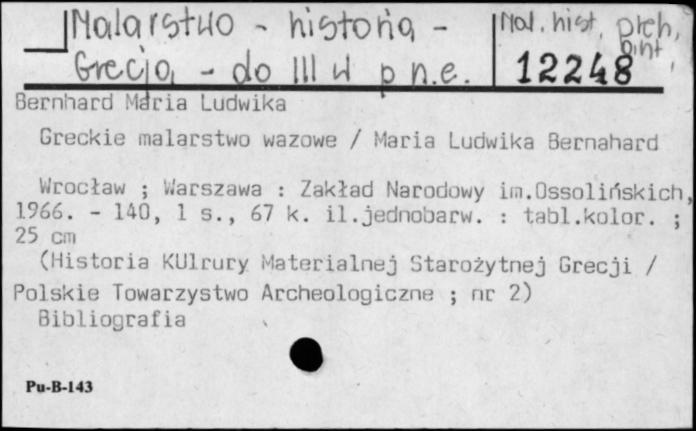 Malarstwo - historia -
Grecja - do III w p n.e.
Mal. hist. preh,
12248
Bernhard Maria Ludwika
Greckie malarstwo wazowe / Maria Ludwika Bernahard
Wrocław ; Warszawa : Zakład Narodowy im.Ossolińskich,
1966. - 140, 1 s., 67 k. il.jednobarw. : tabl.kolor. ;
25 cm
(Historia KUlrury Materialnej Starożytnej Grecji /
Polskie Towarzystwo Archeologiczne ; nr 2)
Bibliografia
Pu-B-143